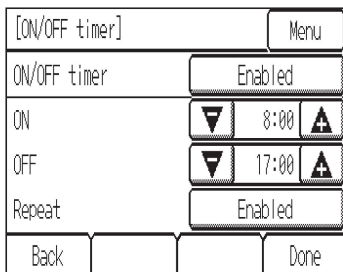 [ON/OFF timer] Menu
ON/OFF timer Enabled
ON 8:00
OFF 17:00
Repeat Enabled
Back Done